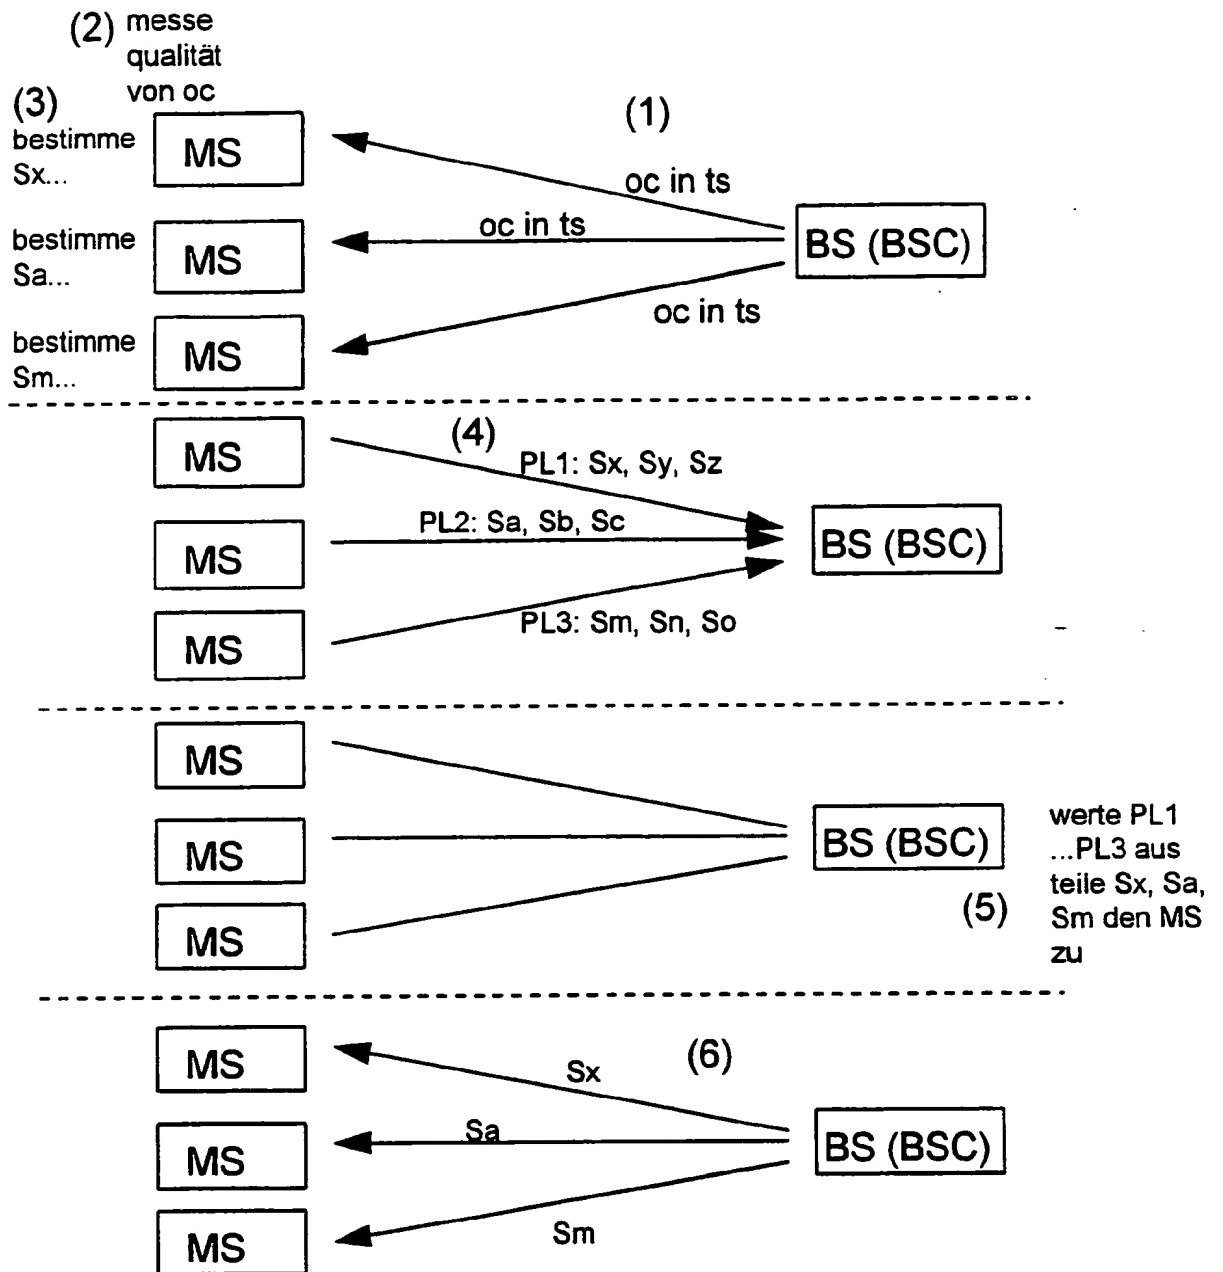 (2) messe
qualität
von oc
(3)
bestimme
Sx...
MS
(1)
oc in ts
bestimme
Sa...
MS
oc in ts
BS (BSC)
bestimme
Sm...
MS
oc in ts
MS
(4)
PL1: Sx, Sy, Sz
MS
PL2: Sa, Sb, Sc
BS (BSC)
MS
PL3: Sm, Sn, So
MS
MS
BS (BSC)
MS
(5)
werte PL1
...PL3 aus
teile Sx, Sa,
Sm den MS
zu
MS
(6)
Sx
MS
Sa
BS (BSC)
MS
Sm